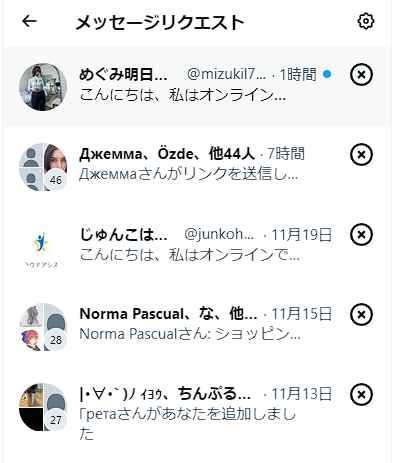 メッセージリクエスト
めぐみ明日... @mizukil7... · 1時間
こんにちは、私はオンライン...
Джемма、Özde、他44人 · 7時間
Джеммаさんがリンクを送信し...
46
じゅんこは... @junkoh... · 11月19日
こんにちは、私はオンラインで...
Norma Pascual、な、他... · 11月15日
Norma Pascualさん: ショッピン...
28
|･∀･`)ﾉ ｨｮｩ、ちんぷる... · 11月13日
Гретаさんがあなたを追加しまし
た
27